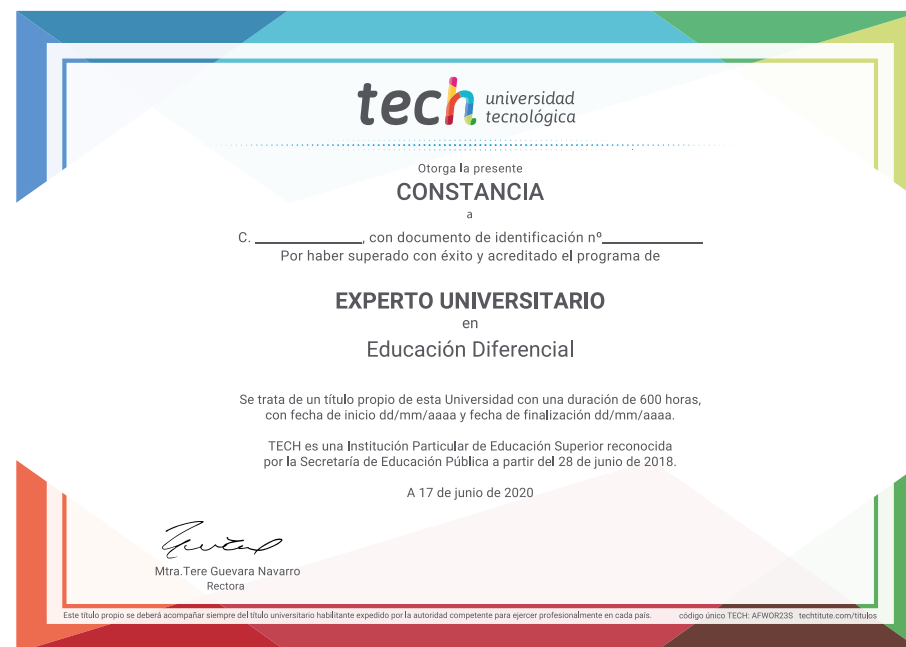 tech universidad
tecnológica
Otorga la presente
CONSTANCIA
a
C. ____________, con documento de identificación nº____________
Por haber superado con éxito y acreditado el programa de
EXPERTO UNIVERSITARIO
en
Educación Diferencial
Se trata de un título propio de esta Universidad con una duración de 600 horas,
con fecha de inicio dd/mm/aaaa y fecha de finalización dd/mm/aaaa.
TECH es una Institución Particular de Educación Superior reconocida
por la Secretaría de Educación Pública a partir del 28 de junio de 2018.
A 17 de junio de 2020
Mtra.Tere Guevara Navarro
Rectora
Este título propio se deberá acompañar siempre del título universitario habilitante expedido por la autoridad competente para ejercer profesionalmente en cada país. código único TECH: AFWOR23S techtitute.com/titulos